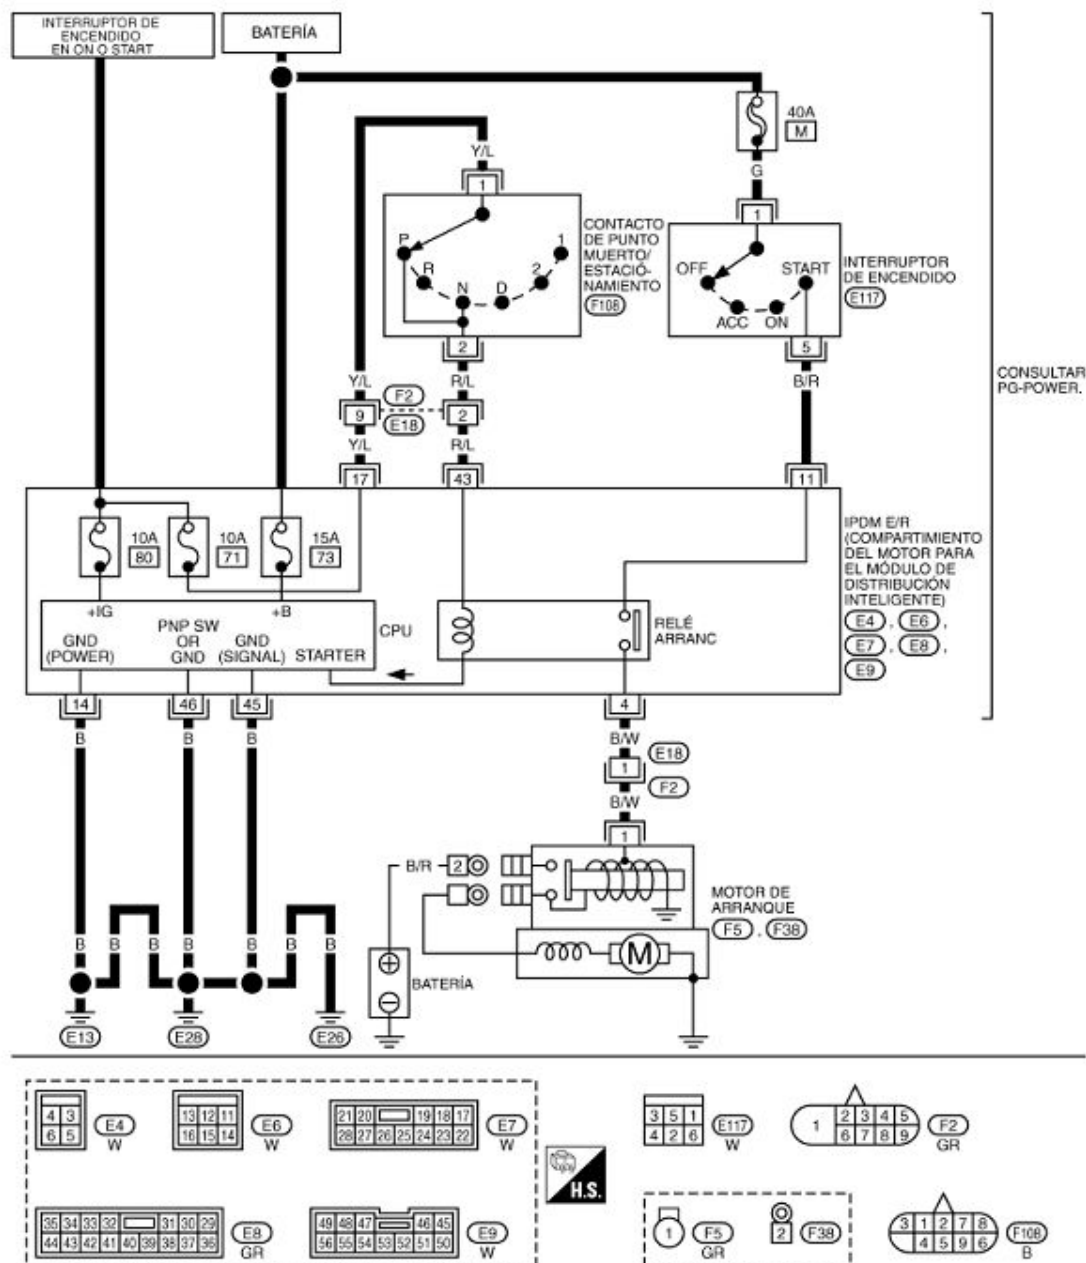 INTERRUPTOR DE
ENCENDIDO
EN ON O START
BATERÍA
40A
M
Y/L
G
1
1
CONTACTO
DE PUNTO
MUERTO/
ESTACIÓ-
NAMIENTO
F108
P
R
N
D
2
1
OFF
START
ACC
ON
INTERRUPTOR
DE ENCENDIDO
E117
2
5
CONSULTAR
PG-POWER.
Y/L
R/L
B/R
9
F2
E18
2
Y/L
R/L
17
43
11
10A
80
10A
71
15A
73
IPDM E/R
(COMPARTIMIENTO
DEL MOTOR PARA
EL MÓDULO DE
DISTRIBUCIÓN
INTELIGENTE)
E4 , E6 ,
E7 , E8 ,
E9
+IG
+B
PNP SW
OR
GND
GND
(POWER)
GND
(SIGNAL)
STARTER
CPU
RELÉ
ARRANC
14
46
45
4
B
B
B
B/W
1
E18
F2
B/W
1
B/R
2
MOTOR DE
ARRANQUE
F5 , F38
M
BATERÍA
B
B
B
B
B
B
B
E13
E28
E26
4 3
6 5
E4
W
13 12 11
16 15 14
E6
W
21 20 19 18 17
28 27 26 25 24 23 22
E7
W
H.S.
3 5 1
4 2 6
E117
W
1
2 3 4 5
6 7 8 9
F2
GR
35 34 33 32 31 30 29
44 43 42 41 40 39 38 37 36
E8
GR
49 48 47 46 45
56 55 54 53 52 51 50
E9
W
1
F5
GR
2
F38
3 1 2 7 8
4 5 9 6
F108
B